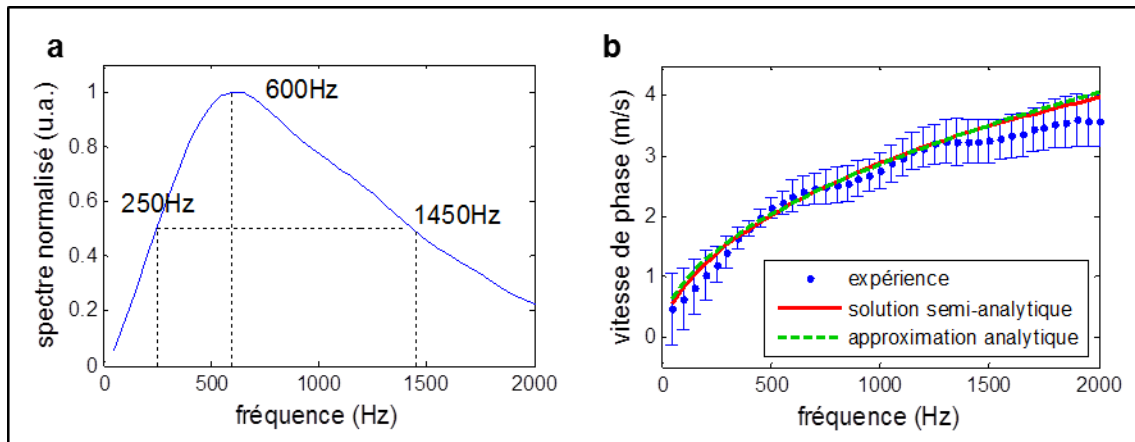 a
600Hz
250Hz
1450Hz
spectre normalisé (u.a.)
1
0.8
0.6
0.4
0.2
0
0
500
1000
1500
2000
fréquence (Hz)
b
vitesse de phase (m/s)
4
3
2
1
0
expérience
solution semi-analytique
approximation analytique
0
500
1000
1500
2000
fréquence (Hz)